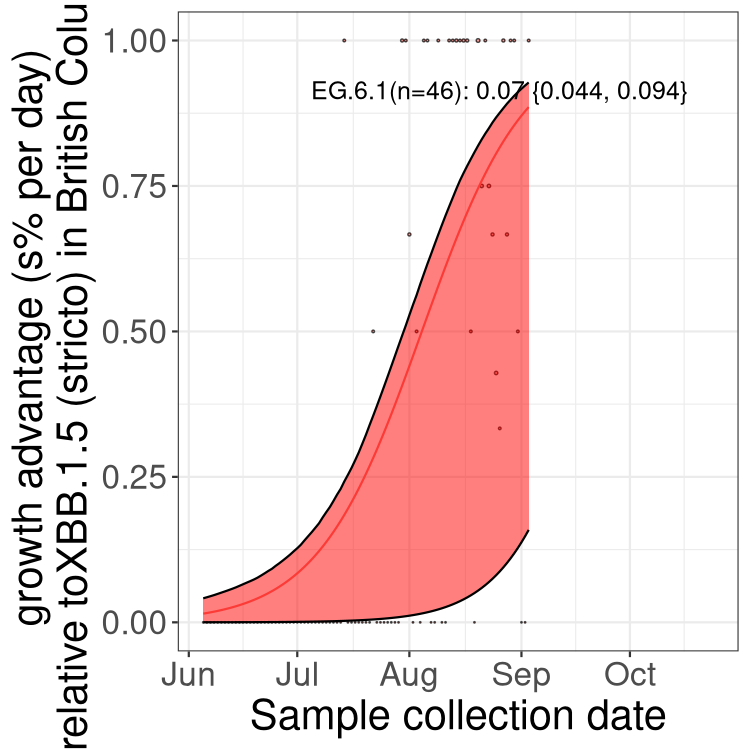 growth advantage (s% per day)
relative toXBB.1.5 (stricto) in British Colu
1.00
0.75
0.50
0.25
0.00
EG.6.1(n=46): 0.07 {0.044, 0.094}
Jun Jul Aug Sep Oct
Sample collection date